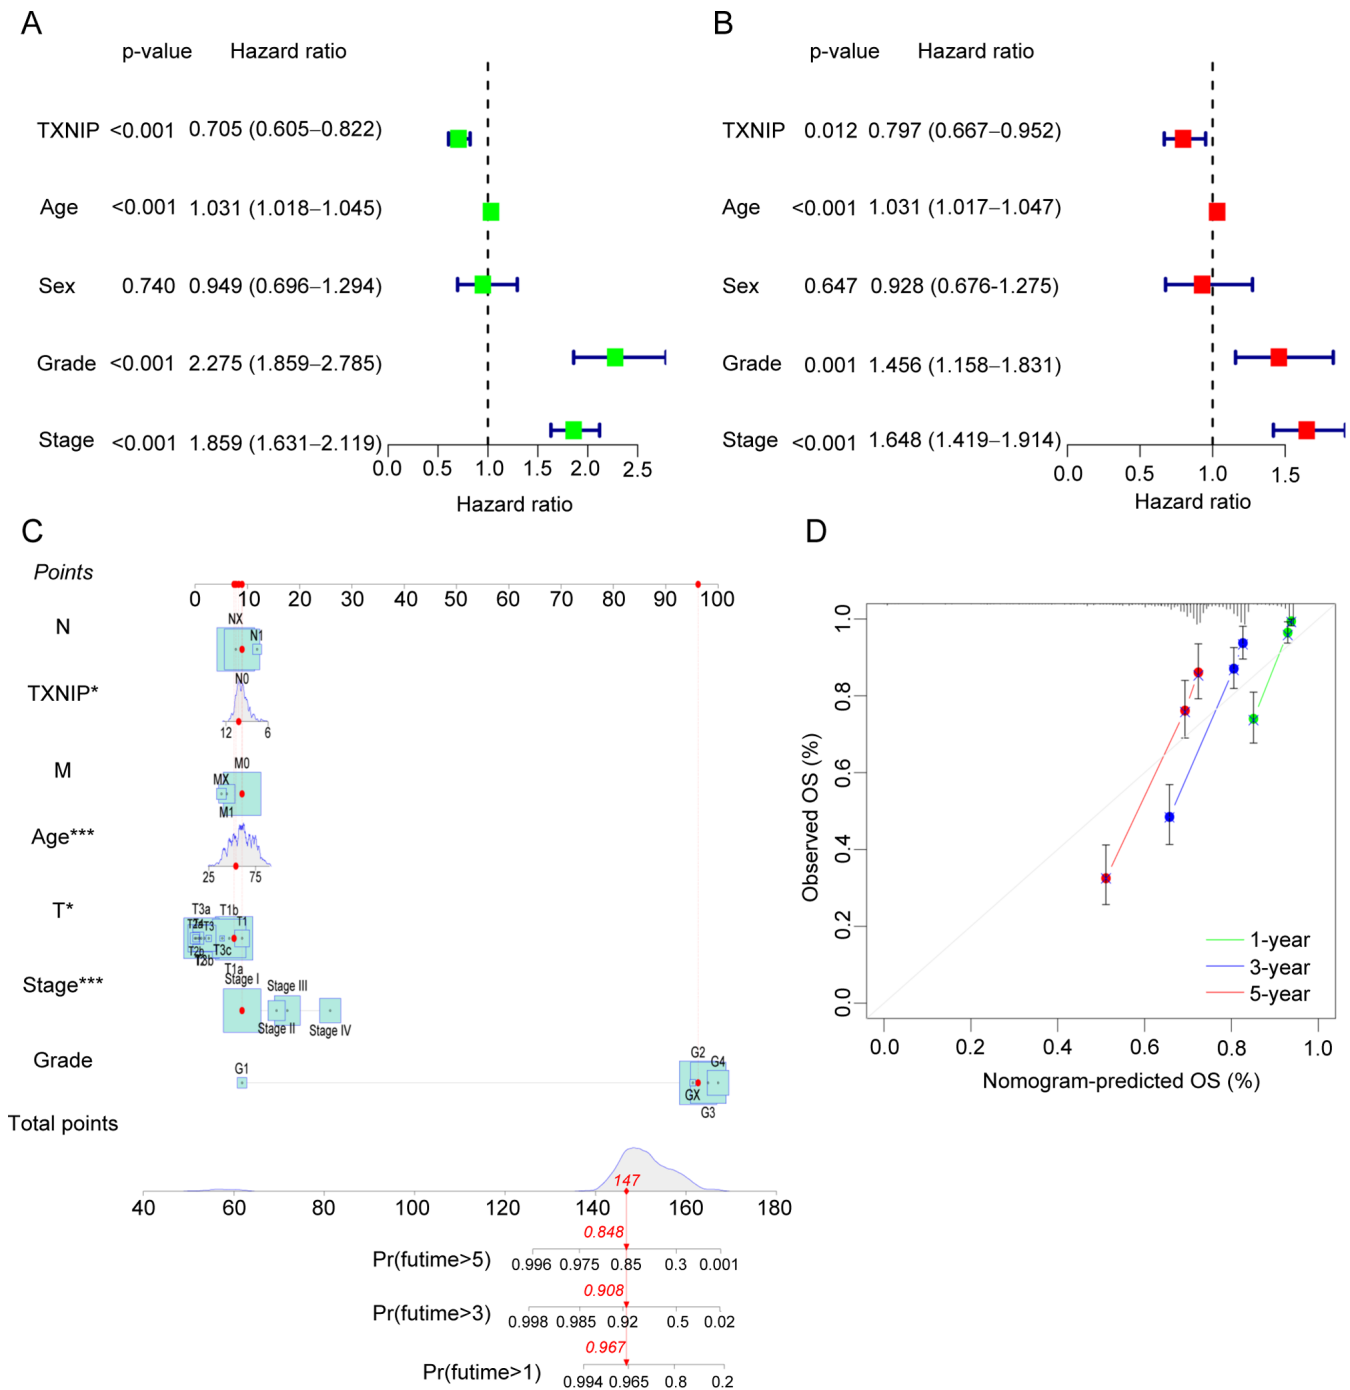 A
p-value Hazard ratio
TXNIP <0.001 0.705 (0.605–0.822)
Age <0.001 1.031 (1.018–1.045)
Sex 0.740 0.949 (0.696–1.294)
Grade <0.001 2.275 (1.859–2.785)
Stage <0.001 1.859 (1.631–2.119)
0.0 0.5 1.0 1.5 2.0 2.5
Hazard ratio
B
p-value Hazard ratio
TXNIP 0.012 0.797 (0.667–0.952)
Age <0.001 1.031 (1.017–1.047)
Sex 0.647 0.928 (0.676-1.275)
Grade 0.001 1.456 (1.158–1.831)
Stage <0.001 1.648 (1.419–1.914)
0.0 0.5 1.0 1.5
Hazard ratio
C
Points
0 10 20 30 40 50 60 70 80 90 100
N
NX
N1
N0
TXNIP*
12 6
M
M0
MX
M1
Age***
25 75
T*
T3a T1b
T3 T1
T3c
T3b
T1a
Stage***
Stage I
Stage III
Stage II
Stage IV
Grade
G1
G2
G4
GX
G3
Total points
147
40 60 80 100 120 140 160 180
0.848
Pr(futime>5) 0.996 0.975 0.85 0.3 0.001
0.908
Pr(futime>3) 0.998 0.985 0.92 0.5 0.02
0.967
Pr(futime>1) 0.994 0.965 0.8 0.2
D
Observed OS (%)
1.0
0.8
0.6
0.4
0.2
0.0
1-year
3-year
5-year
0.0 0.2 0.4 0.6 0.8 1.0
Nomogram-predicted OS (%)